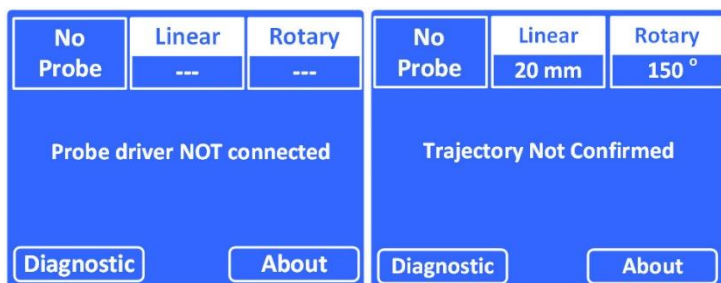 No Probe
Linear
---
Rotary
---
Probe driver NOT connected
Diagnostic
About
No Probe
Linear
20 mm
Rotary
150 °
Trajectory Not Confirmed
Diagnostic
About